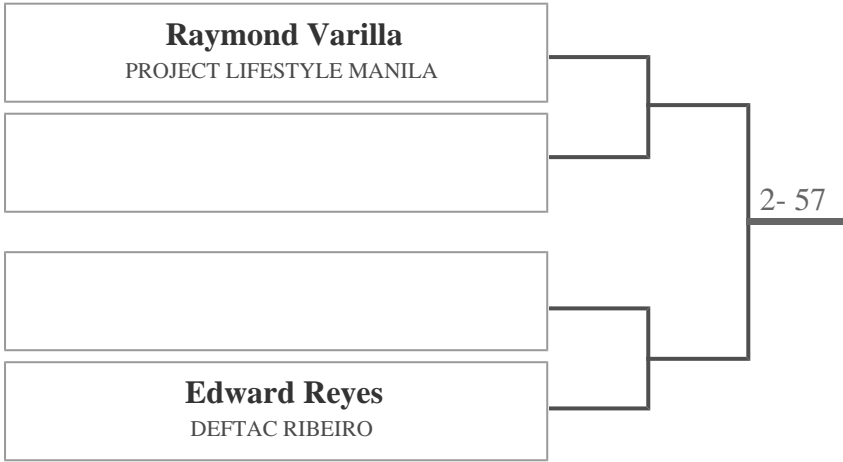 Raymond Varilla
PROJECT LIFESTYLE MANILA
2- 57
Edward Reyes
DEFTAC RIBEIRO